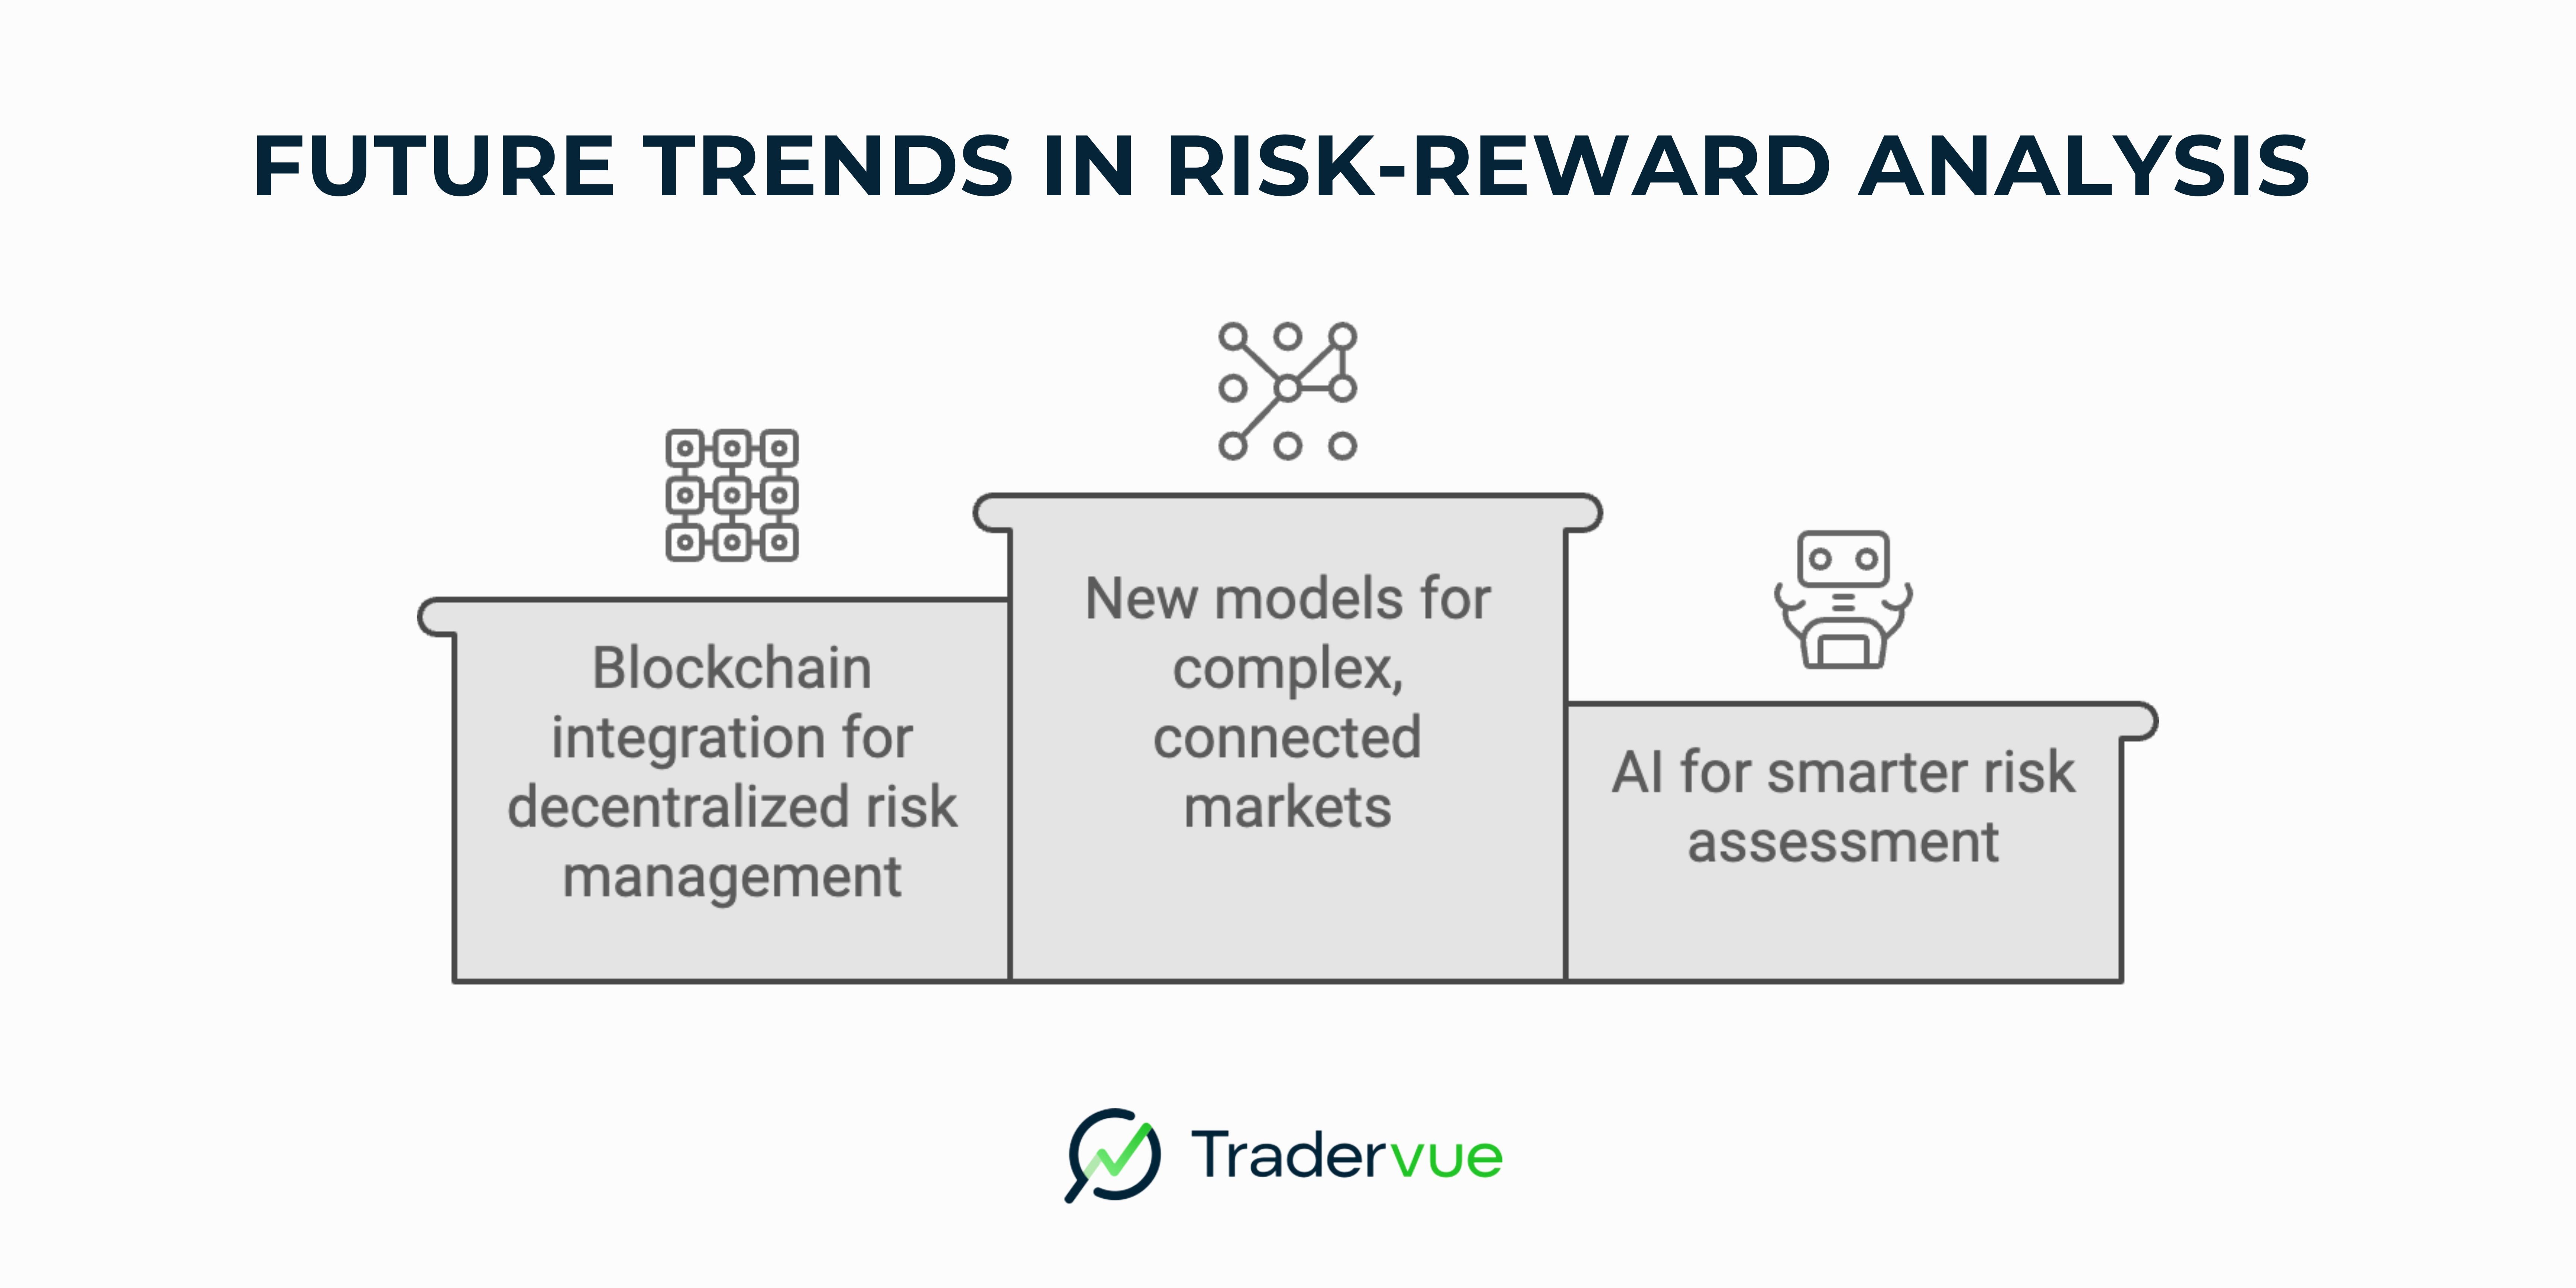 FUTURE TRENDS IN RISK-REWARD ANALYSIS
Blockchain
integration for
decentralized risk
management
New models for
complex,
connected
markets
AI for smarter risk
assessment
Tradervue